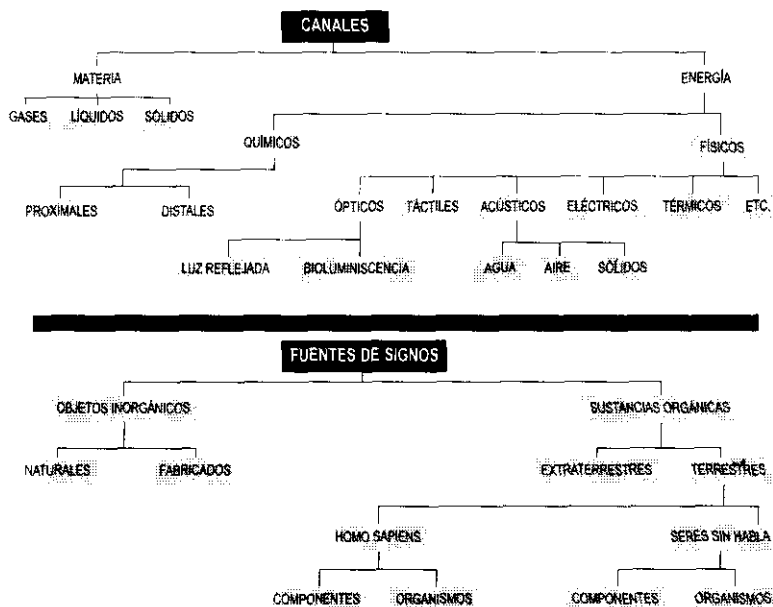 CANALES
MATERIA ENERGÍA
GASES LÍQUIDOS SÓLIDOS
QUÍMICOS FÍSICOS
PROXIMALES DISTALES ÓPTICOS TÁCTILES ACÚSTICOS ELÉCTRICOS TÉRMICOS ETC.
LUZ REFLEJADA BIOLUMINISCENCIA AGUA AIRE SÓLIDOS
FUENTES DE SIGNOS
OBJETOS INORGÁNICOS SUSTANCIAS ORGÁNICAS
NATURALES FABRICADOS EXTRATERRESTRES TERRESTRES
HOMO SAPIENS SERES SIN HABLA
COMPONENTES ORGANISMOS COMPONENTES ORGANISMOS